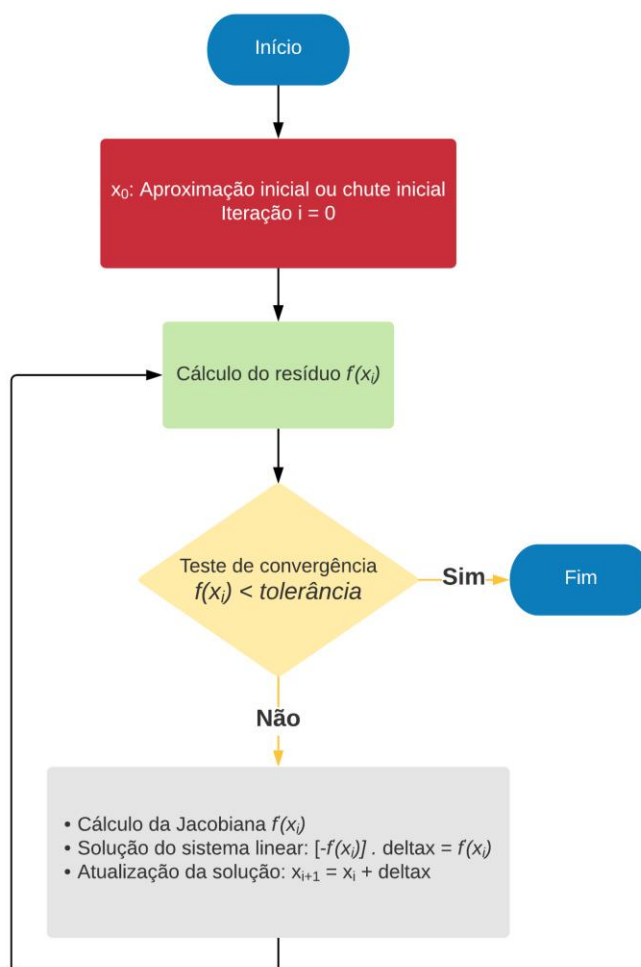 Início
x₀: Aproximação inicial ou chute inicial
Iteração i = 0
Cálculo do resíduo f(xᵢ)
Teste de convergência
f(xᵢ) < tolerância
Sim
Fim
Não
• Cálculo da Jacobiana f(xᵢ)
• Solução do sistema linear: [-f(xᵢ)] . deltax = f(xᵢ)
• Atualização da solução: xᵢ₊₁ = xᵢ + deltax